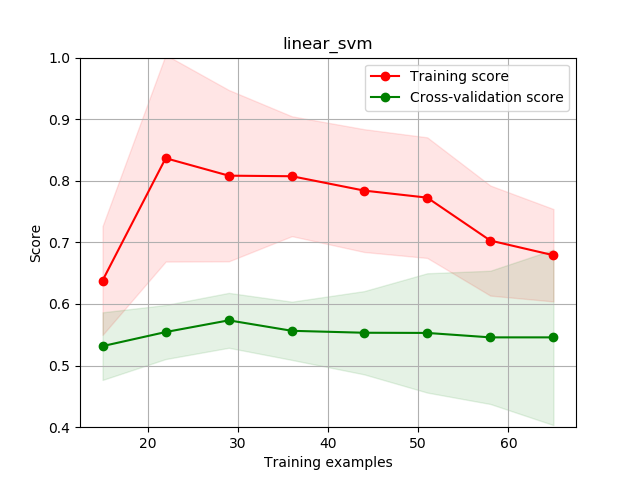 linear_svm
1.0
0.9
0.8
0.7
0.6
0.5
0.4
Score
Training score
Cross-validation score
20 30 40 50 60
Training examples